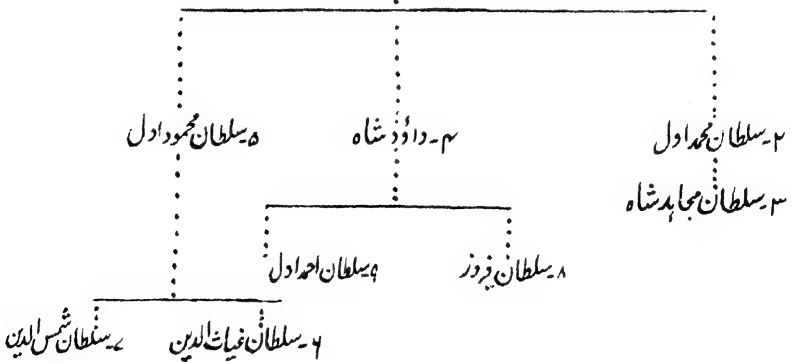 ۲۔سلطان محمد اول
۴۔داؤد شاہ
۵۔سلطان محمود اول
۳۔سلطان مجاہد شاہ
۸۔سلطان فیروز
۹۔سلطان احمد اول
۶۔سلطان غیاث الدین
۷۔سلطان شمس الدین